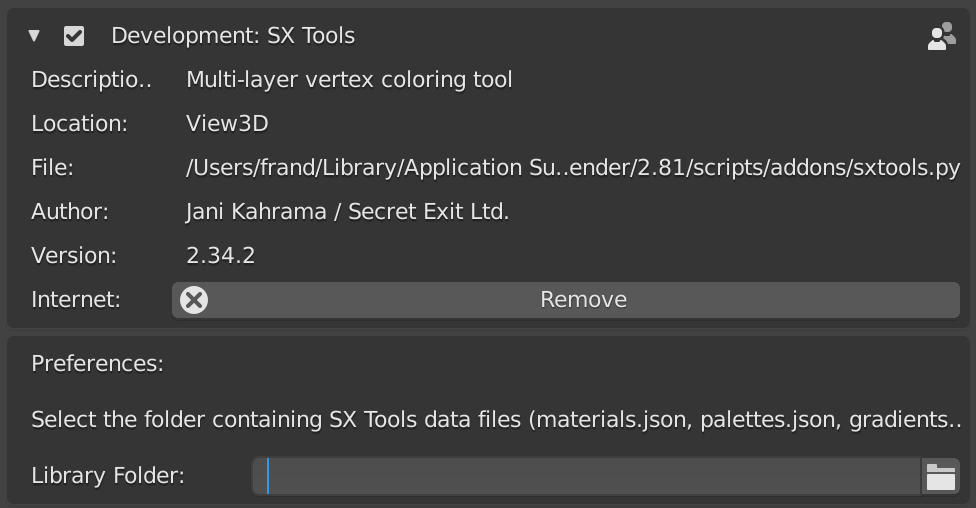 Development: SX Tools
Descriptio.. Multi-layer vertex coloring tool
Location: View3D
File: /Users/frand/Library/Application Su..ender/2.81/scripts/addons/sxtools.py
Author: Jani Kahrama / Secret Exit Ltd.
Version: 2.34.2
Internet: Remove
Preferences:
Select the folder containing SX Tools data files (materials.json, palettes.json, gradients..
Library Folder: